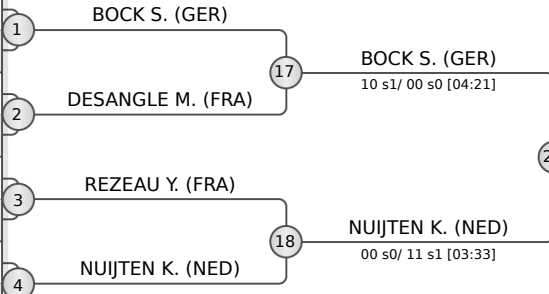 BOCK S. (GER)
1
17
BOCK S. (GER)
10 s1/ 00 s0 [04:21]
DESANGLE M. (FRA)
2
REZEAU Y. (FRA)
3
18
NUIJTEN K. (NED)
00 s0/ 11 s1 [03:33]
NUIJTEN K. (NED)
4